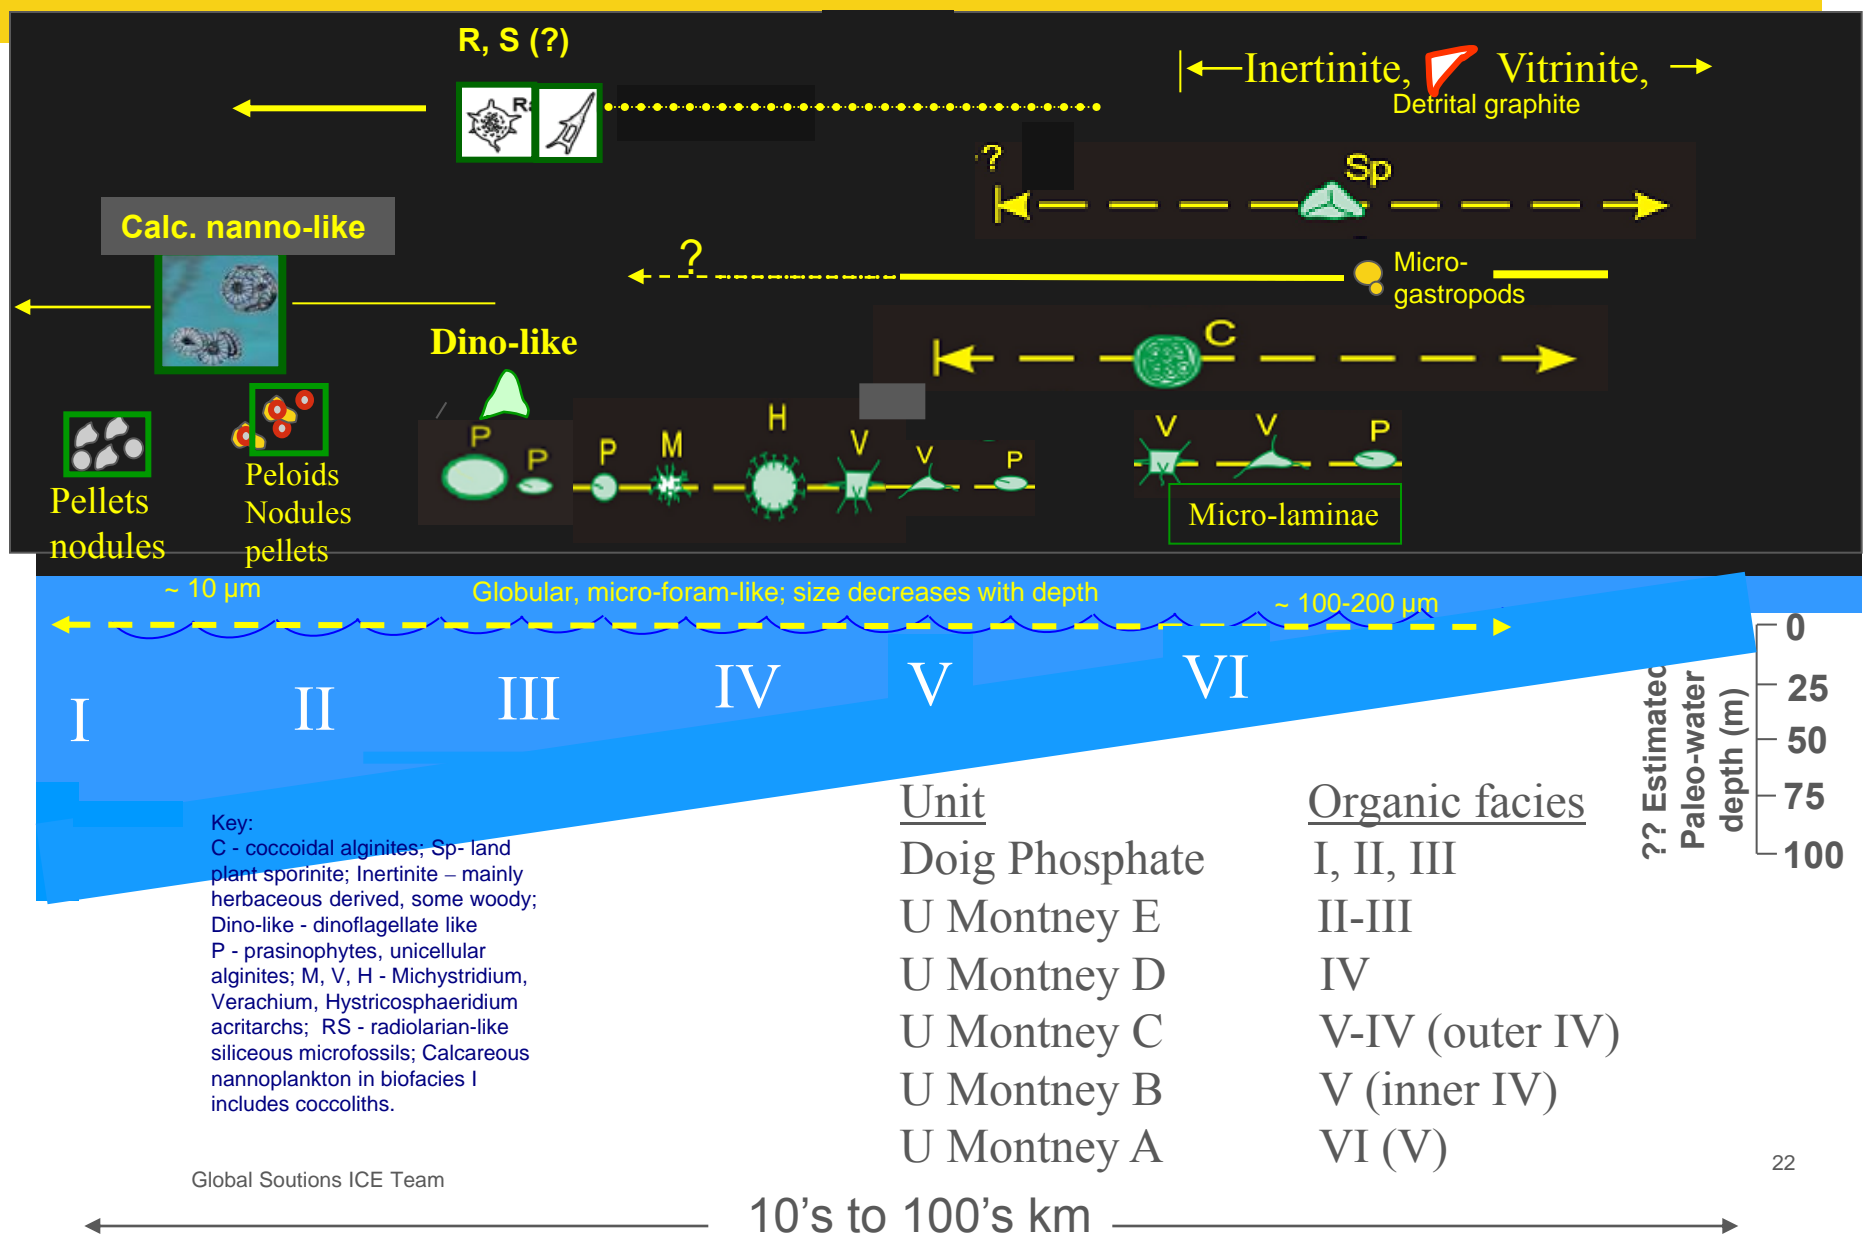 R, S (?)
Inertinite, Vitrinite,
Detrital graphite
?
Sp
Calc. nanno-like
?
Micro-
gastropods
C
Dino-like
P
P
P
M
H
V
V
P
V
V
P
Micro-laminae
Pellets
nodules
Peloids
Nodules
pellets
~ 10 µm
Globular, micro-foram-like; size decreases with depth
~ 100-200 µm
I
II
III
IV
V
VI
0
25
50
75
100
?? Estimated
Paleo-water
depth (m)
Key:
C - coccoidal alginites; Sp- land
plant sporinite; Inertinite – mainly
herbaceous derived, some woody;
Dino-like - dinoflagellate like
P - prasinophytes, unicellular
alginites; M, V, H - Michystridium,
Verachium, Hystricosphaeridium
acritarchs; RS - radiolarian-like
siliceous microfossils; Calcareous
nannoplankton in biofacies I
includes coccoliths.
Unit Organic facies
Doig Phosphate I, II, III
U Montney E II-III
U Montney D IV
U Montney C V-IV (outer IV)
U Montney B V (inner IV)
U Montney A VI (V)
Global Soutions ICE Team
22
10’s to 100’s km